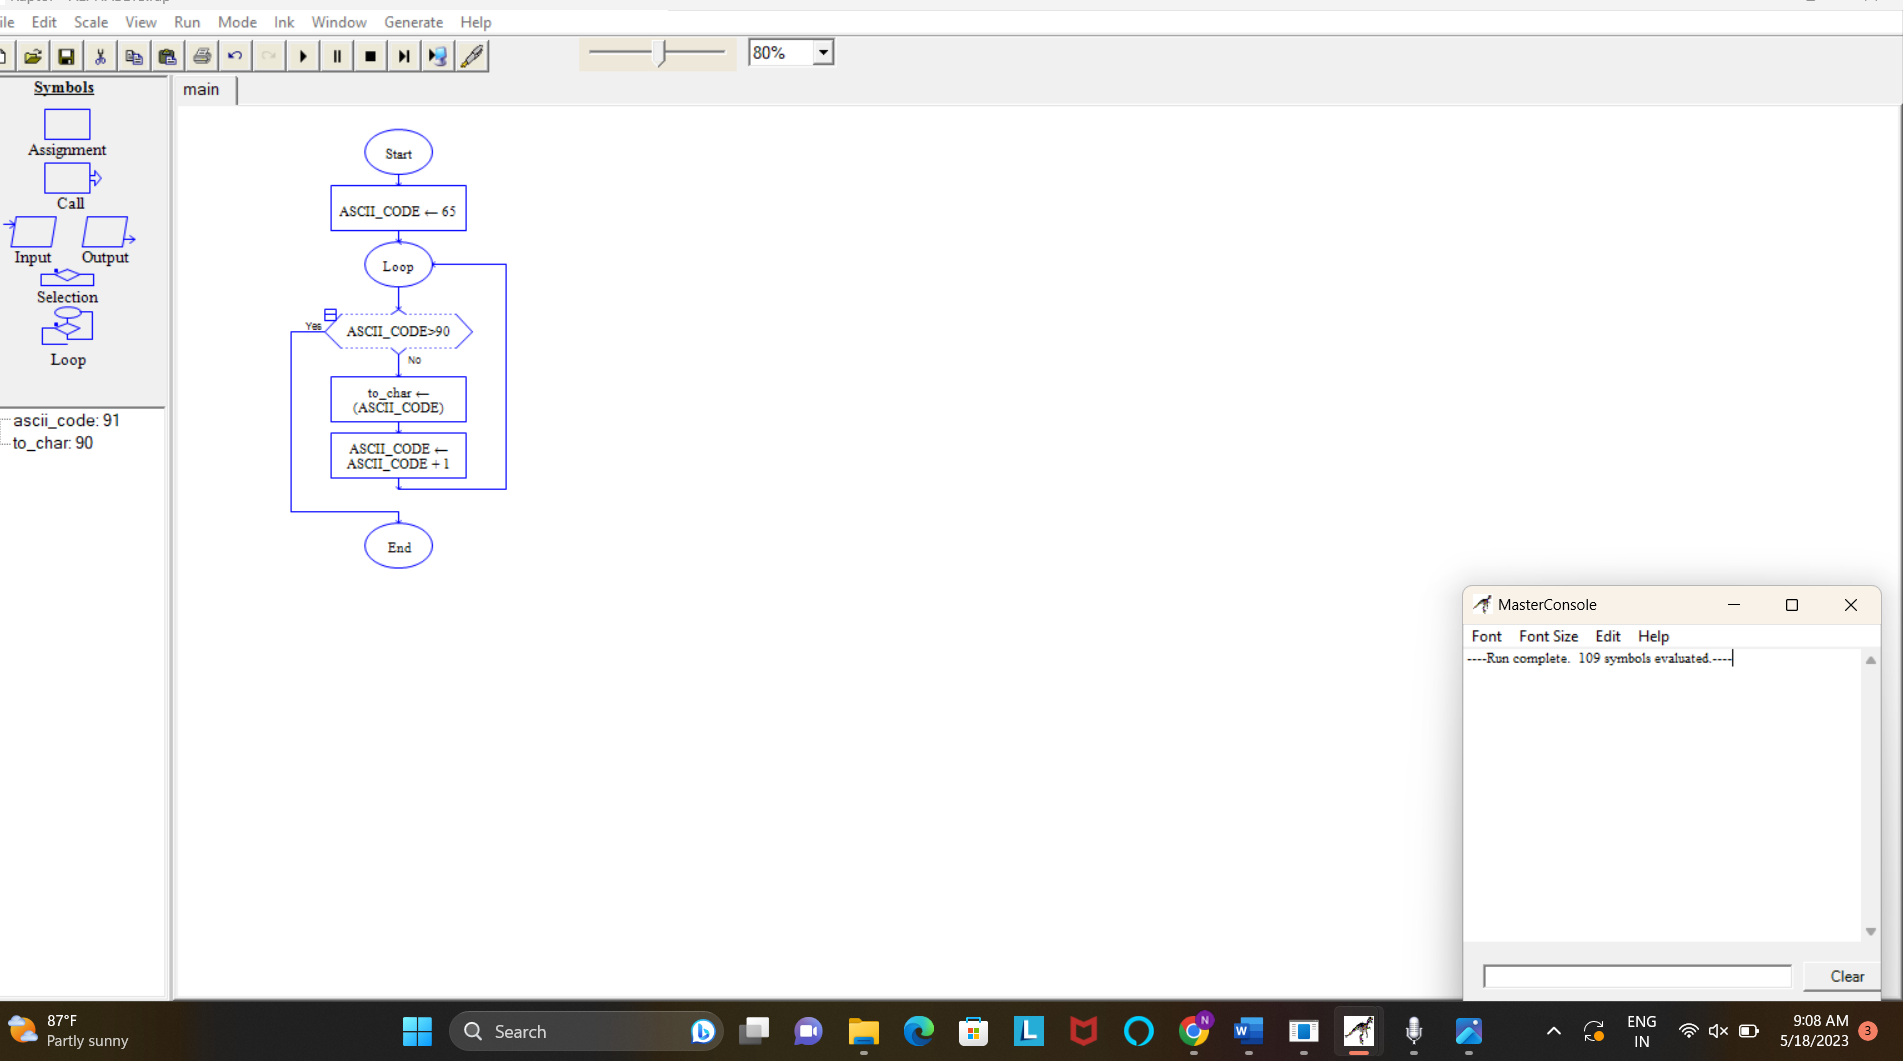 ile Edit Scale View Run Mode Ink Window Generate Help
80%
Symbols
Assignment
Call
Input Output
Selection
Loop
ascii_code: 91
to_char: 90
main
Start
ASCII_CODE ← 65
Loop
Yes
ASCII_CODE>90
No
to_char ←
(ASCII_CODE)
ASCII_CODE ←
ASCII_CODE + 1
End
MasterConsole
Font Font Size Edit Help
----Run complete. 109 symbols evaluated.----
Clear
87°F
Partly sunny
Search
L
N
W
ENG
IN
9:08 AM
5/18/2023
3